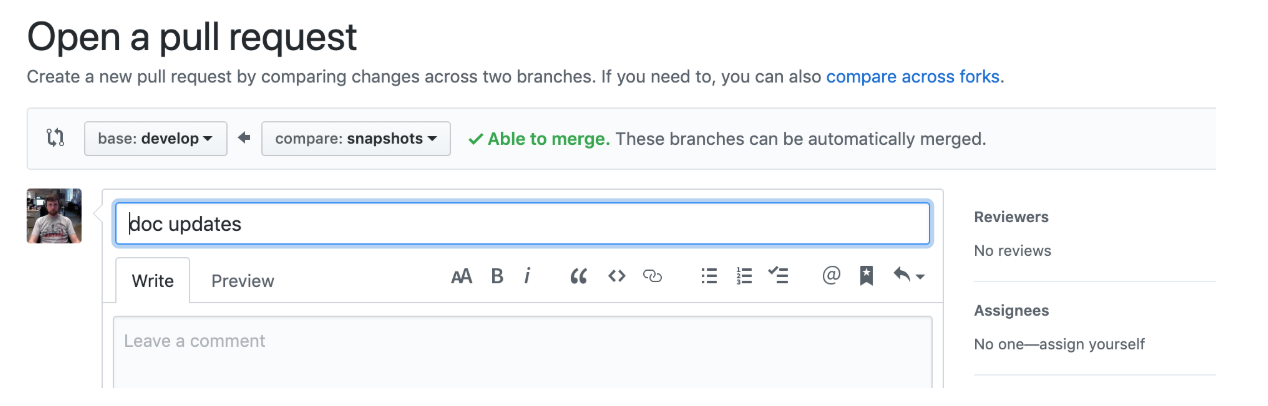 Open a pull request
Create a new pull request by comparing changes across two branches. If you need to, you can also compare across forks.
base: develop
compare: snapshots
Able to merge. These branches can be automatically merged.
doc updates
Write
Preview
AA B i “ <> @
Leave a comment
Reviewers
No reviews
Assignees
No one—assign yourself